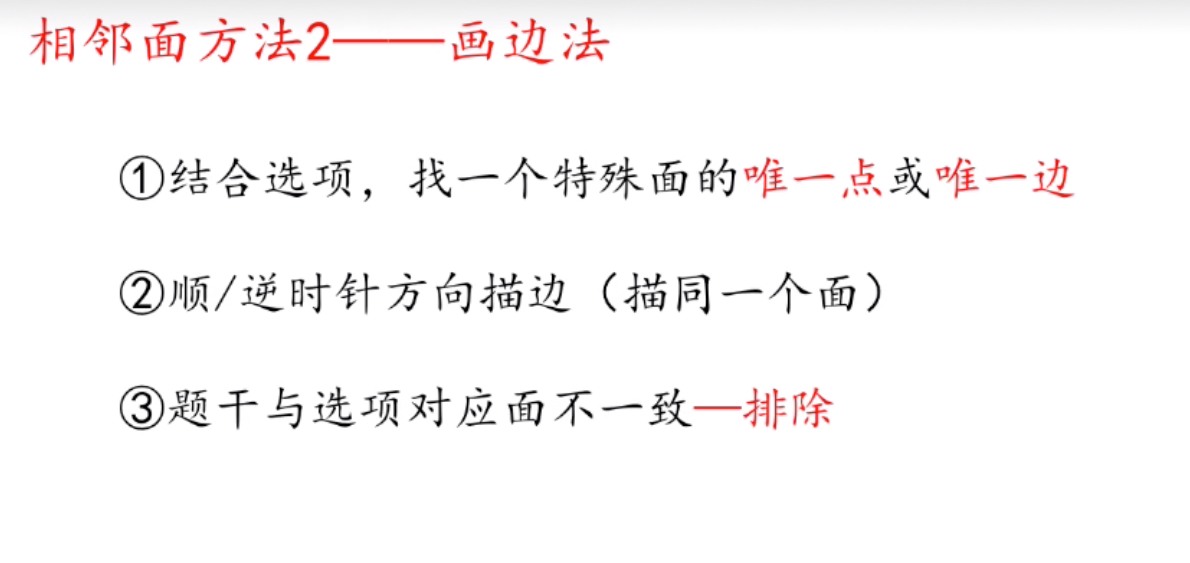 相邻面方法2——画边法
①结合选项，找一个特殊面的唯一点或唯一边
②顺/逆时针方向描边（描同一个面）
③题干与选项对应面不一致—排除